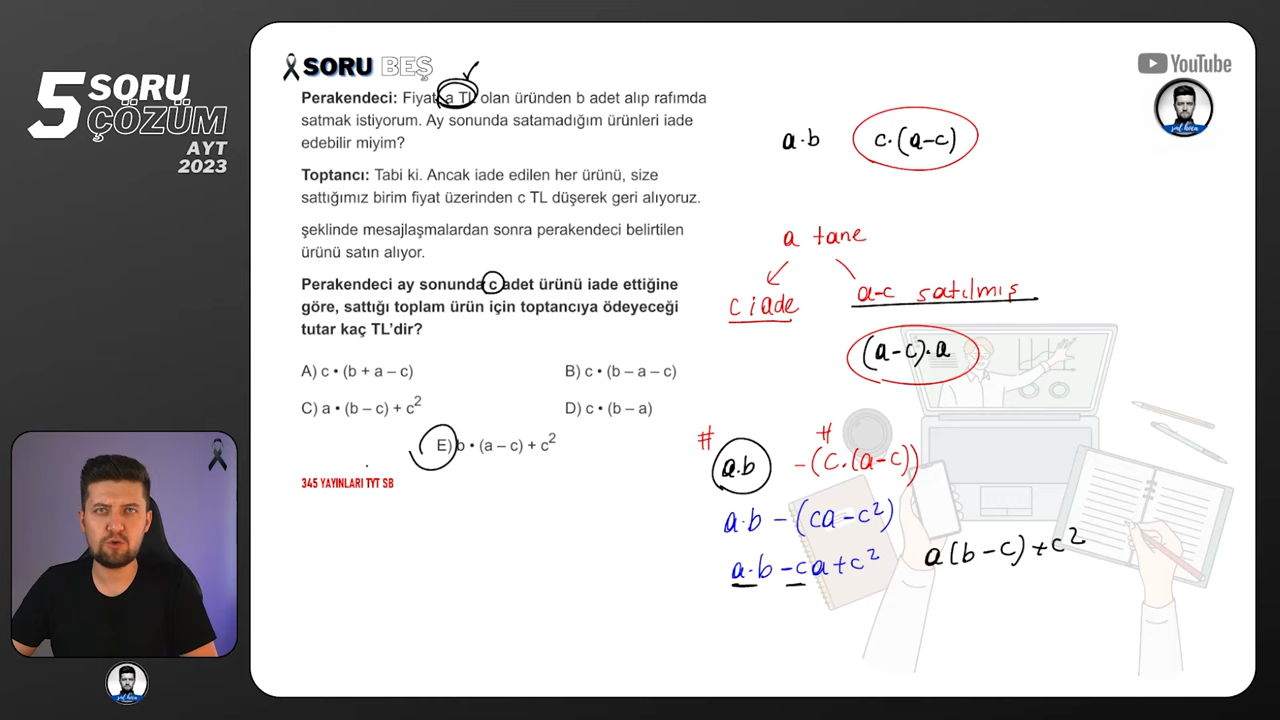 5 SORU
ÇÖZÜM
AYT
2023
SORU BEŞ
YouTube
Perakendeci: Fiyatı a TL olan üründen b adet alıp rafımda
satmak istiyorum. Ay sonunda satamadığım ürünleri iade
edebilir miyim?
Toptancı: Tabi ki. Ancak iade edilen her ürünü, size
sattığımız birim fiyat üzerinden c TL düşerek geri alıyoruz.
şeklinde mesajlaşmalardan sonra perakendeci belirtilen
ürünü satın alıyor.
Perakendeci ay sonunda c adet ürünü iade ettiğine
göre, sattığı toplam ürün için toptancıya ödeyeceği
tutar kaç TL'dir?
A) c • (b + a – c)
B) c • (b – a – c)
C) a • (b – c) + c²
D) c • (b – a)
E) b • (a – c) + c²
345 YAYINLARI TYT SB
a·b c·(a-c)
a tane
c iade
a-c satılmış
(a-c)·a
# #
a·b -(c·(a-c))
a·b - (ca-c²)
a·b -ca+c²
a(b-c)+c²